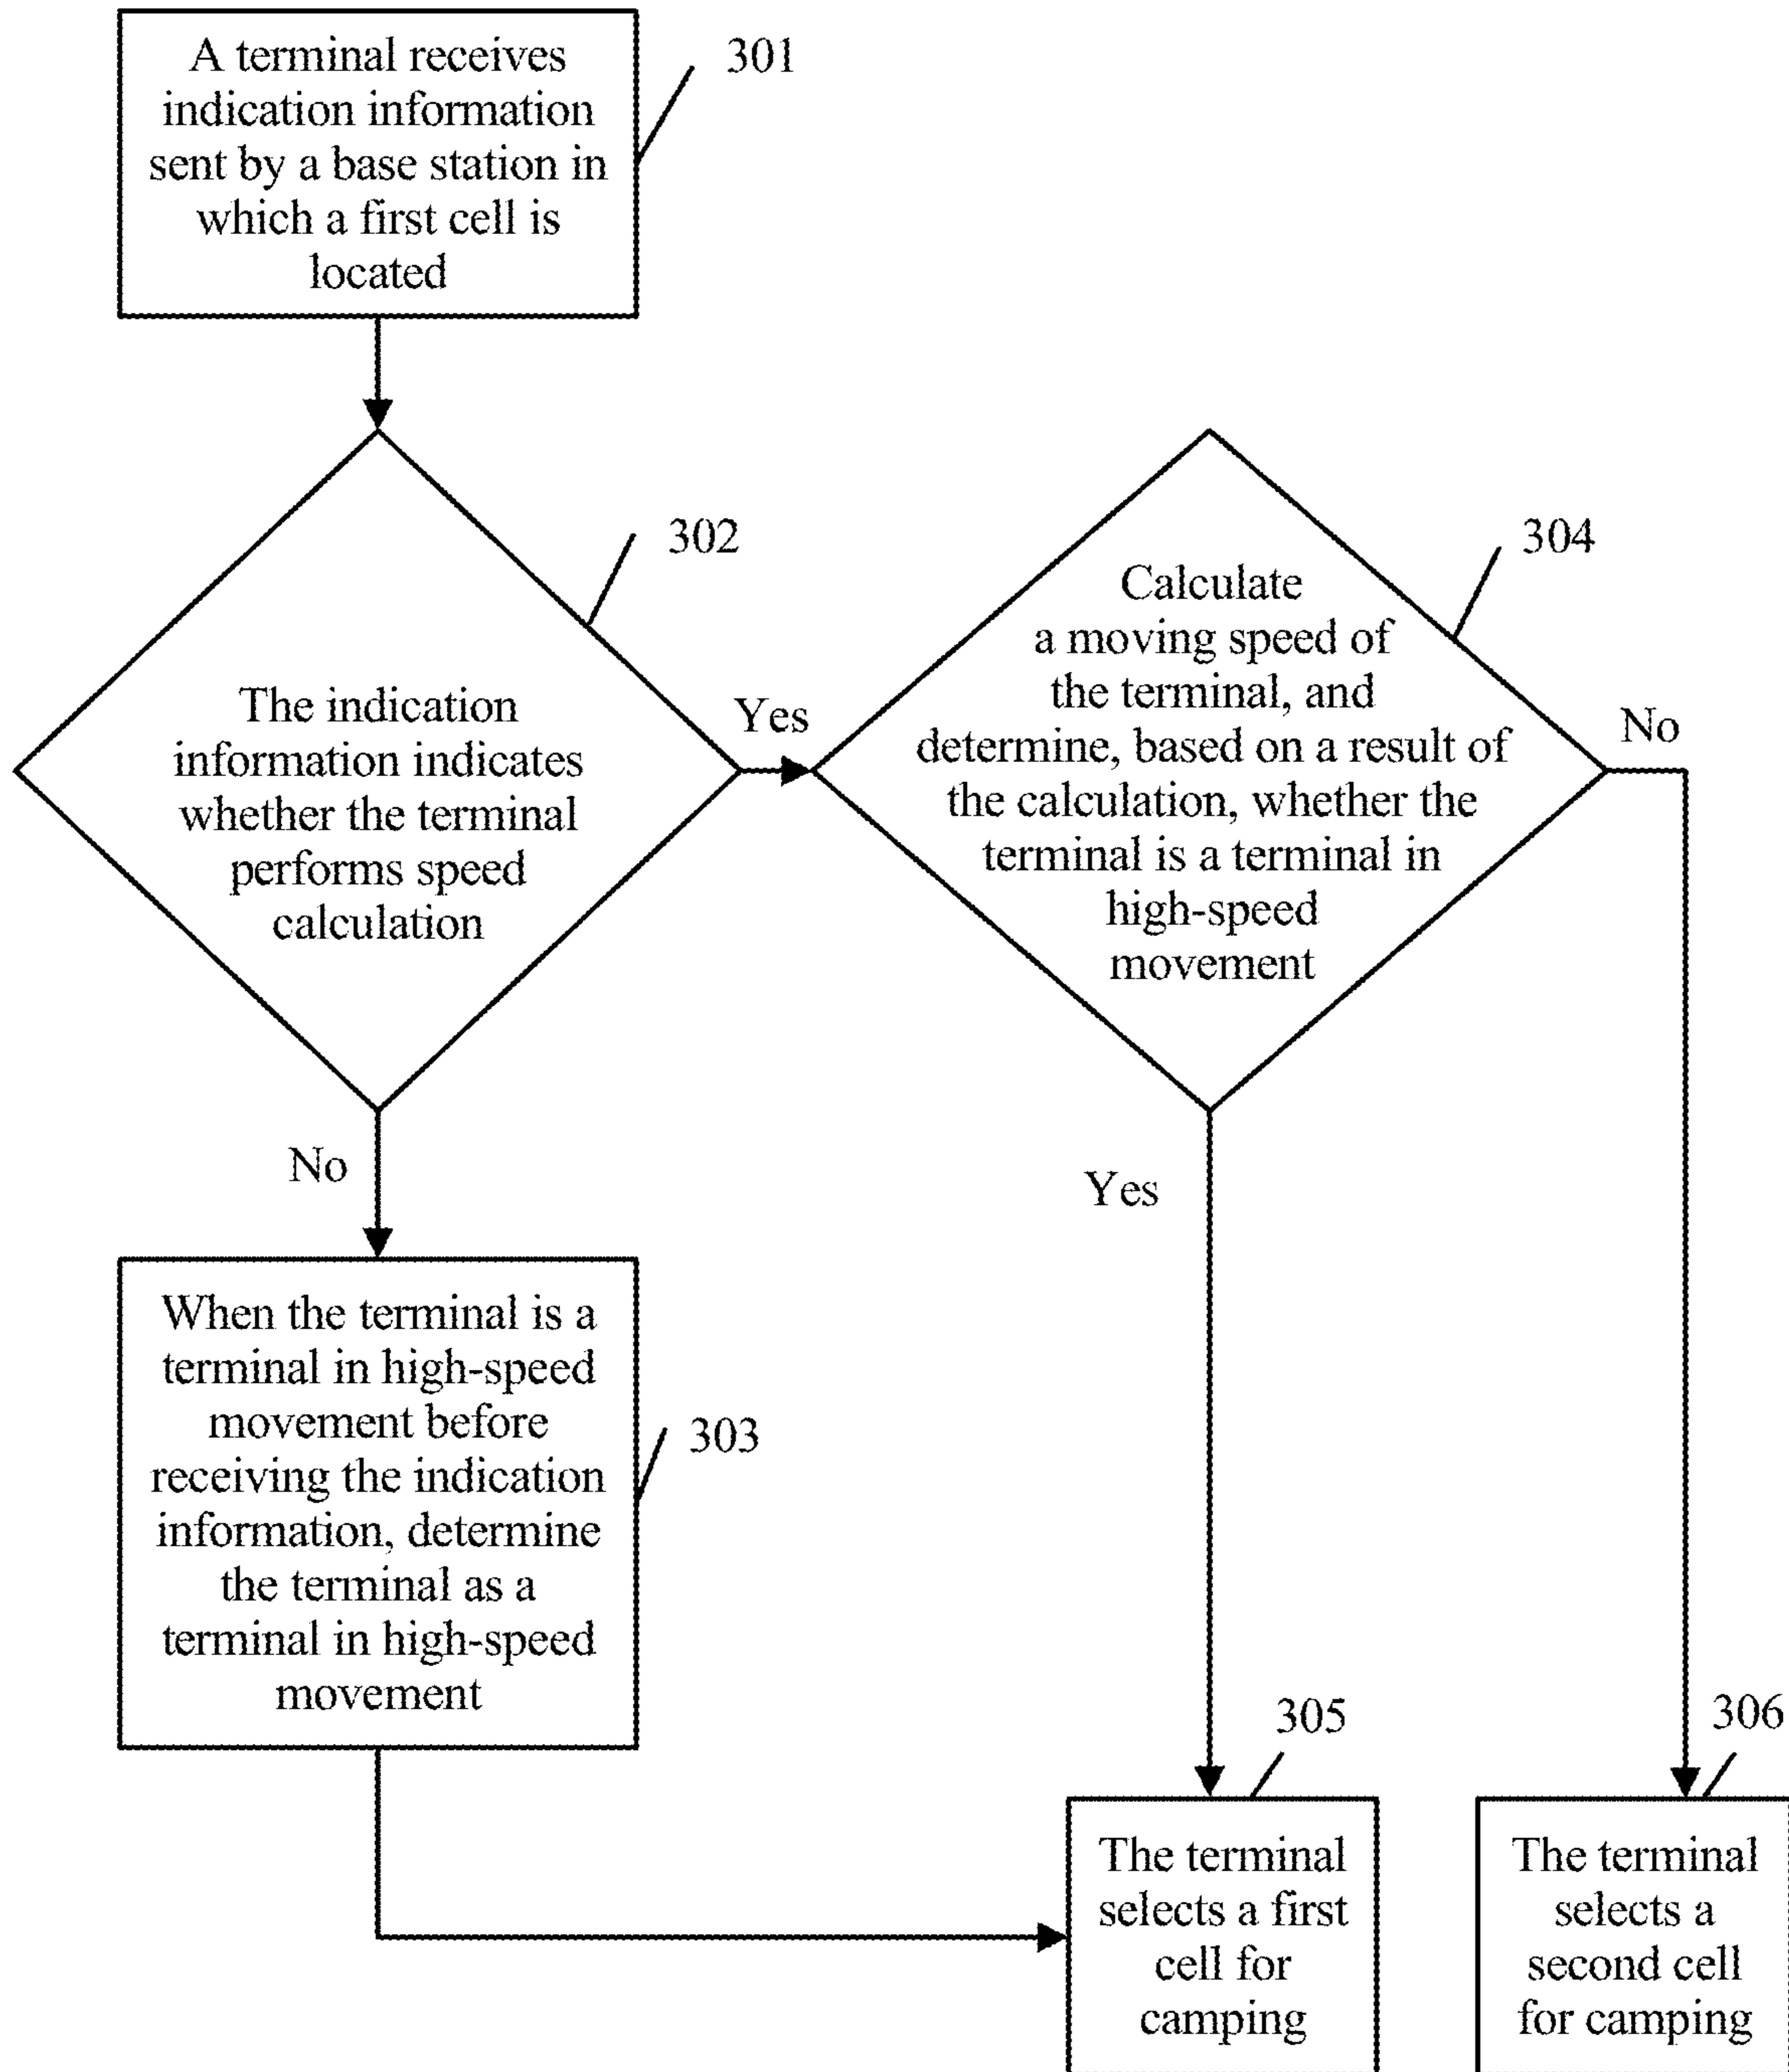 A terminal receives
indication information
sent by a base station in
which a first cell is
located
301
302
The indication
information indicates
whether the terminal
performs speed
calculation
Yes
304
Calculate
a moving speed of
the terminal, and
determine, based on a result of
the calculation, whether the
terminal is a terminal in
high-speed
movement
No
No
Yes
When the terminal is a
terminal in high-speed
movement before
receiving the indication
information, determine
the terminal as a
terminal in high-speed
movement
303
305
The terminal
selects a first
cell for
camping
306
The terminal
selects a
second cell
for camping